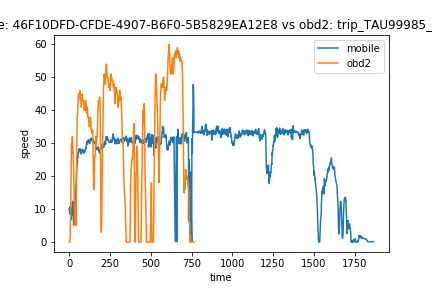 e: 46F10DFD-CFDE-4907-B6F0-5B5829EA12E8 vs obd2: trip_TAU99985_
mobile
obd2
60
50
40
30
20
10
0
speed
0 250 500 750 1000 1250 1500 1750
time